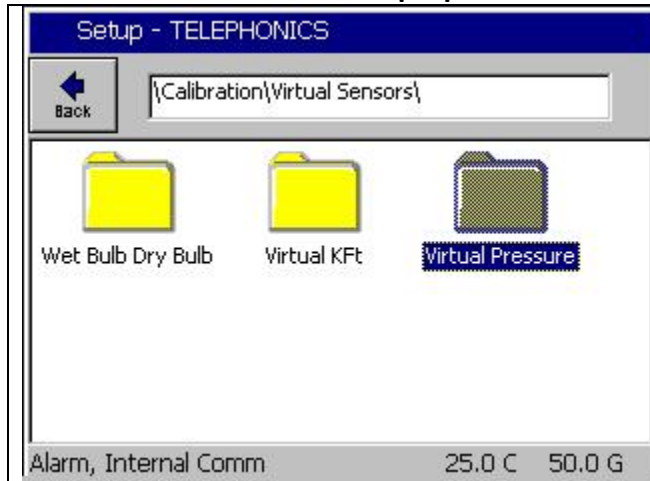 Setup - TELEPHONICS
Back
\Calibration\Virtual Sensors\
Wet Bulb Dry Bulb
Virtual KFt
Virtual Pressure
Alarm, Internal Comm 25.0 C 50.0 G